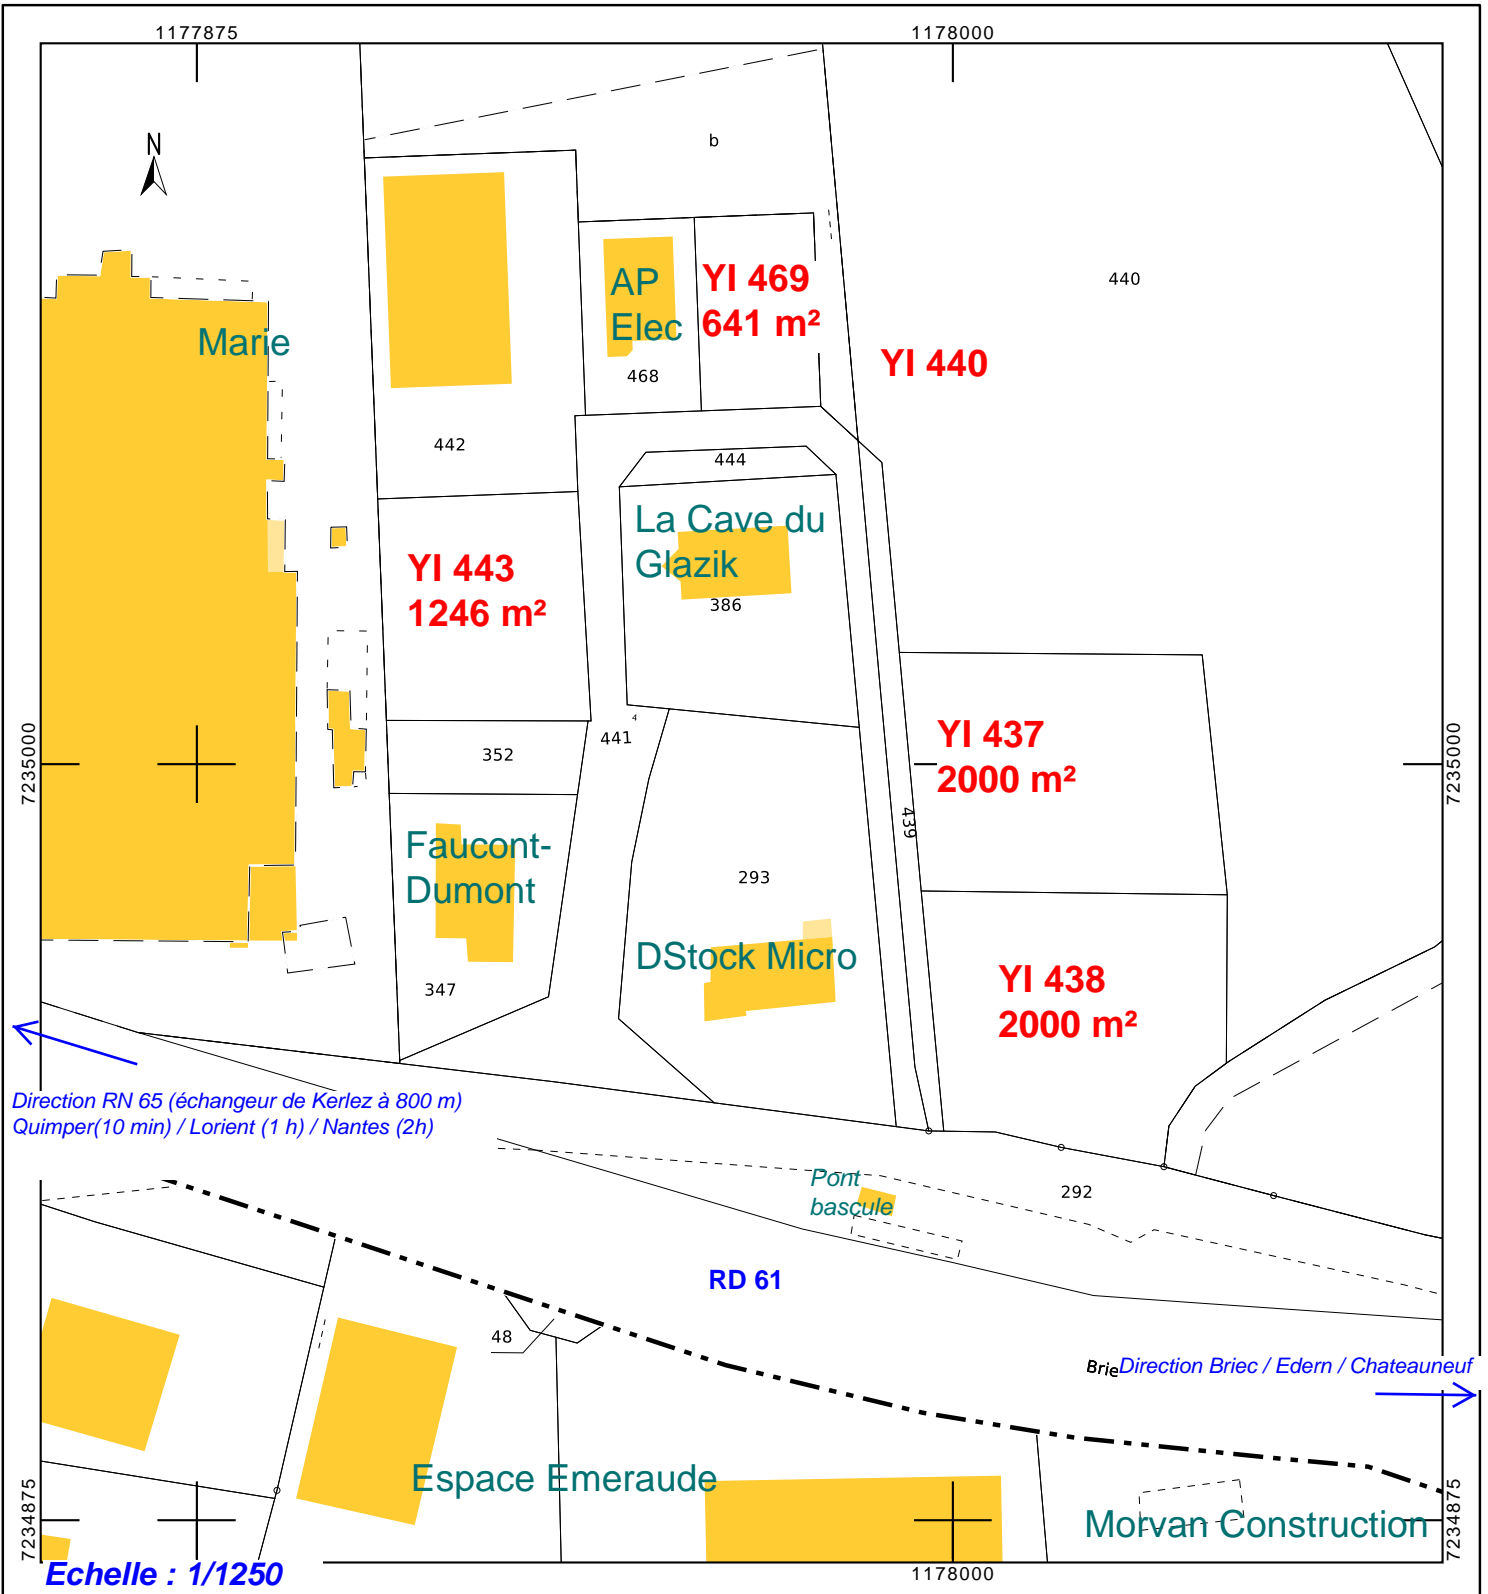 1177875
1178000
N
b
440
Marie
AP
Elec
468
YI 469
641 m²
YI 440
442
444
La Cave du
Glazik
386
YI 443
1246 m²
7235000
7235000
352
441
4
YI 437
2000 m²
439
Faucont-
Dumont
347
293
DStock Micro
YI 438
2000 m²
Direction RN 65 (échangeur de Kerlez à 800 m)
Quimper(10 min) / Lorient (1 h) / Nantes (2h)
Pont
bascule
292
RD 61
48
Brie
Direction Briec / Edern / Chateauneuf
Espace Emeraude
Morvan Construction
7234875
7234875
Echelle : 1/1250
1178000